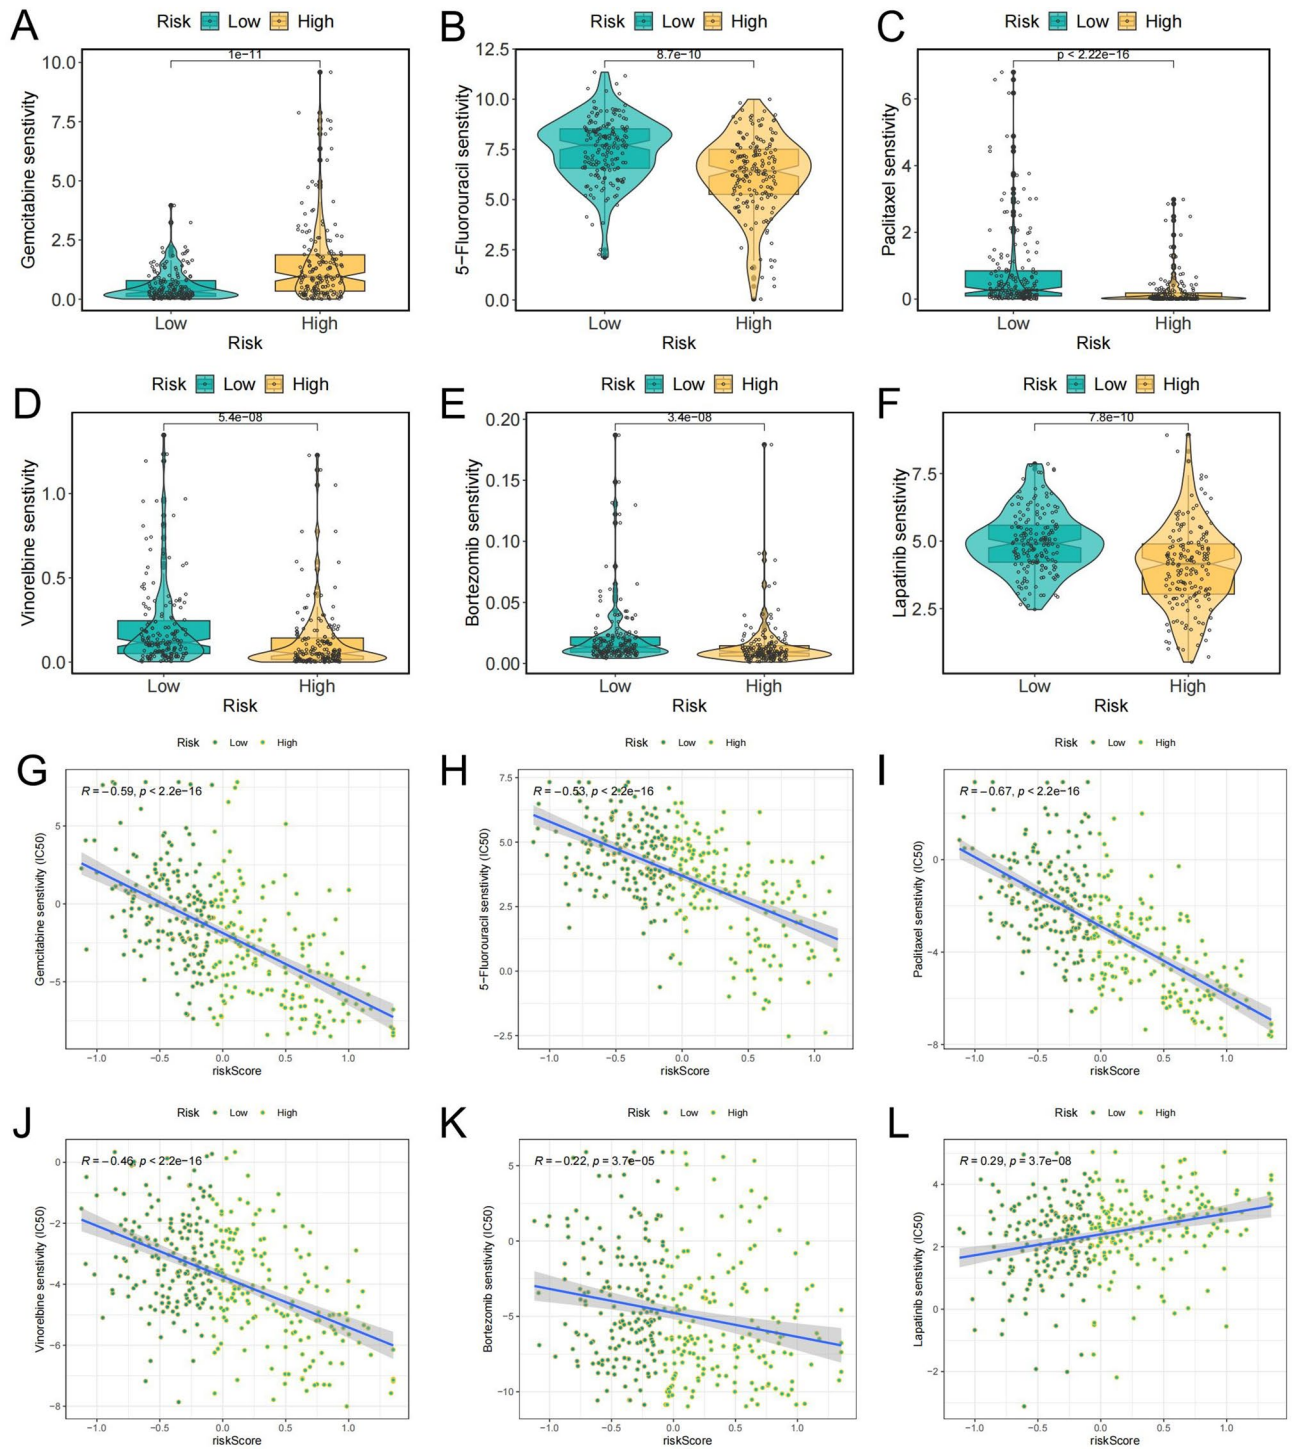 A
Risk Low High
1e−11
Gemcitabine senstivity
10.0
7.5
5.0
2.5
0.0
Low High
Risk
B
Risk Low High
8.7e−10
5−Fluorouracil senstivity
12.5
10.0
7.5
5.0
2.5
0.0
Low High
Risk
C
Risk Low High
p < 2.22e−16
Paclitaxel senstivity
6
4
2
0
Low High
Risk
D
Risk Low High
5.4e−08
Vinorelbine senstivity
1.0
0.5
0.0
Low High
Risk
E
Risk Low High
3.4e−08
Bortezomib senstivity
0.20
0.15
0.10
0.05
0.00
Low High
Risk
F
Risk Low High
7.8e−10
Lapatinib senstivity
7.5
5.0
2.5
Low High
Risk
G
Risk Low High
R = −0.59, p < 2.2e−16
Gemcitabine senstivity (IC50)
5
0
−5
−1.0 −0.5 0.0 0.5 1.0
riskScore
H
Risk Low High
R = −0.53, p < 2.2e−16
5−Fluorouracil senstivity (IC50)
7.5
5.0
2.5
0.0
−2.5
−1.0 −0.5 0.0 0.5 1.0
riskScore
I
Risk Low High
R = −0.67, p < 2.2e−16
Paclitaxel senstivity (IC50)
0
−4
−8
−1.0 −0.5 0.0 0.5 1.0
riskScore
J
Risk Low High
R = −0.46, p < 2.2e−16
Vinorelbine senstivity (IC50)
0
−2
−4
−6
−8
−1.0 −0.5 0.0 0.5 1.0
riskScore
K
Risk Low High
R = −0.22, p = 3.7e−05
Bortezomib senstivity (IC50)
5
0
−5
−10
−1.0 −0.5 0.0 0.5 1.0
riskScore
L
Risk Low High
R = 0.29, p = 3.7e−08
Lapatinib senstivity (IC50)
4
2
0
−2
−1.0 −0.5 0.0 0.5 1.0
riskScore